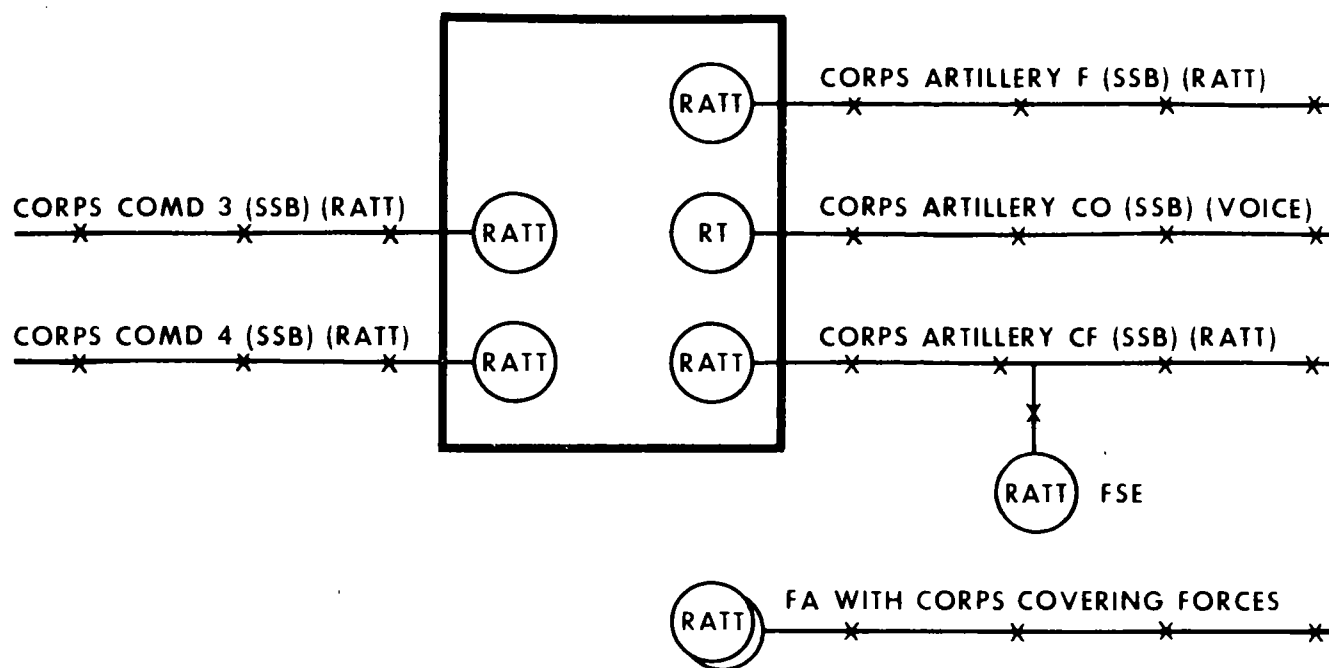 CORPS ARTILLERY F (SSB) (RATT)
RATT
CORPS COMD 3 (SSB) (RATT)
RATT
RT
CORPS ARTILLERY CO (SSB) (VOICE)
CORPS COMD 4 (SSB) (RATT)
RATT
RATT
CORPS ARTILLERY CF (SSB) (RATT)
RATT FSE
RATT
FA WITH CORPS COVERING FORCES